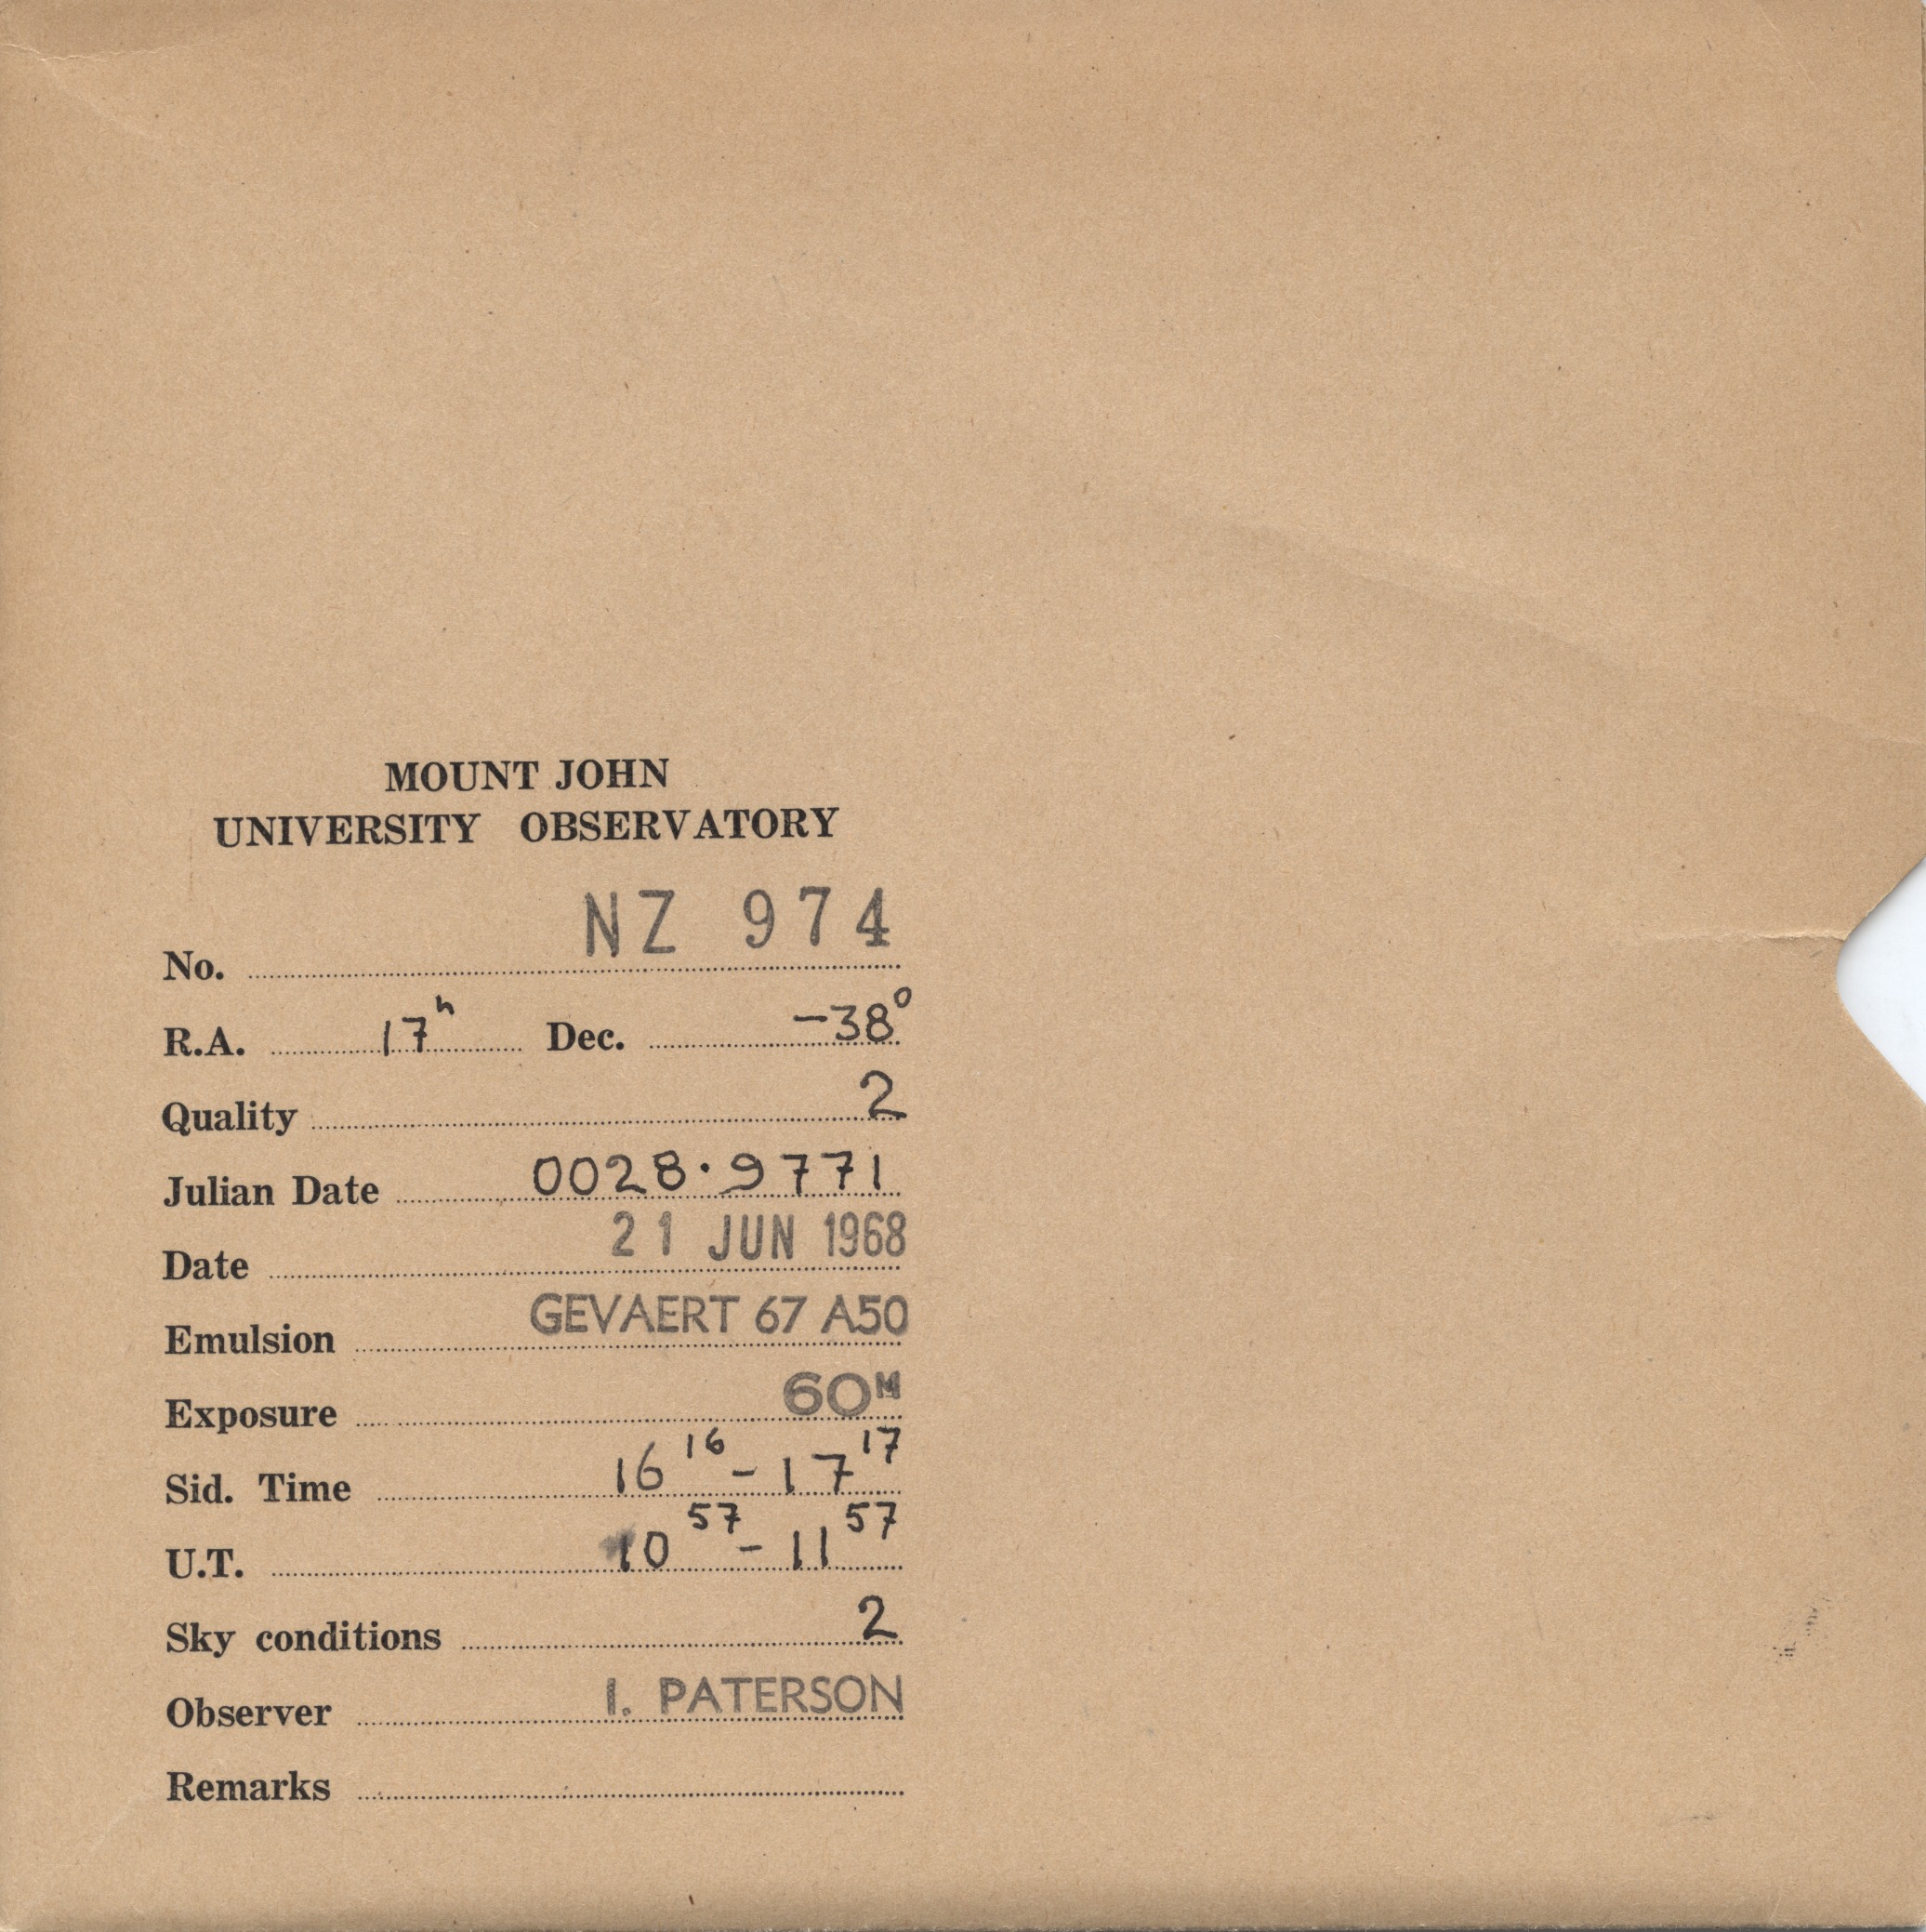 MOUNT JOHN
UNIVERSITY OBSERVATORY
No. NZ 974
R.A. 17h Dec. -38°
Quality 2
Julian Date 0028·9771
Date 21 JUN 1968
Emulsion GEVAERT 67 A50
Exposure 60M
Sid. Time 16 16 - 17 17
U.T. 10 57 - 11 57
Sky conditions 2
Observer I. PATERSON
Remarks